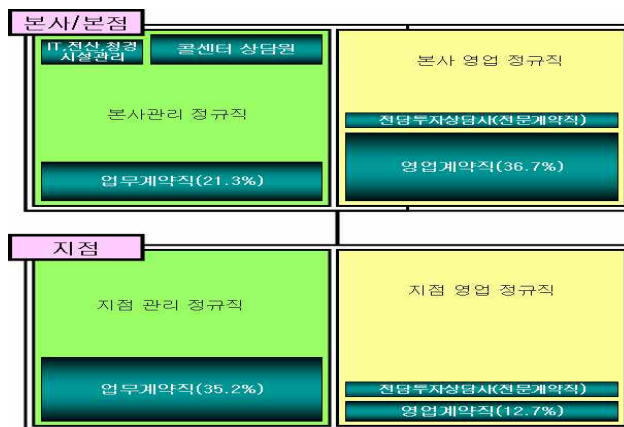 본사/본점
IT,전산,청경
시설관리
콜센터 상담원
본사관리 정규직
업무계약직(21.3%)
본사 영업 정규직
전담투자상담사(전문계약직)
영업계약직(36.7%)
지점
지점 관리 정규직
업무계약직(35.2%)
지점 영업 정규직
전담투자상담사(전문계약직)
영업계약직(12.7%)